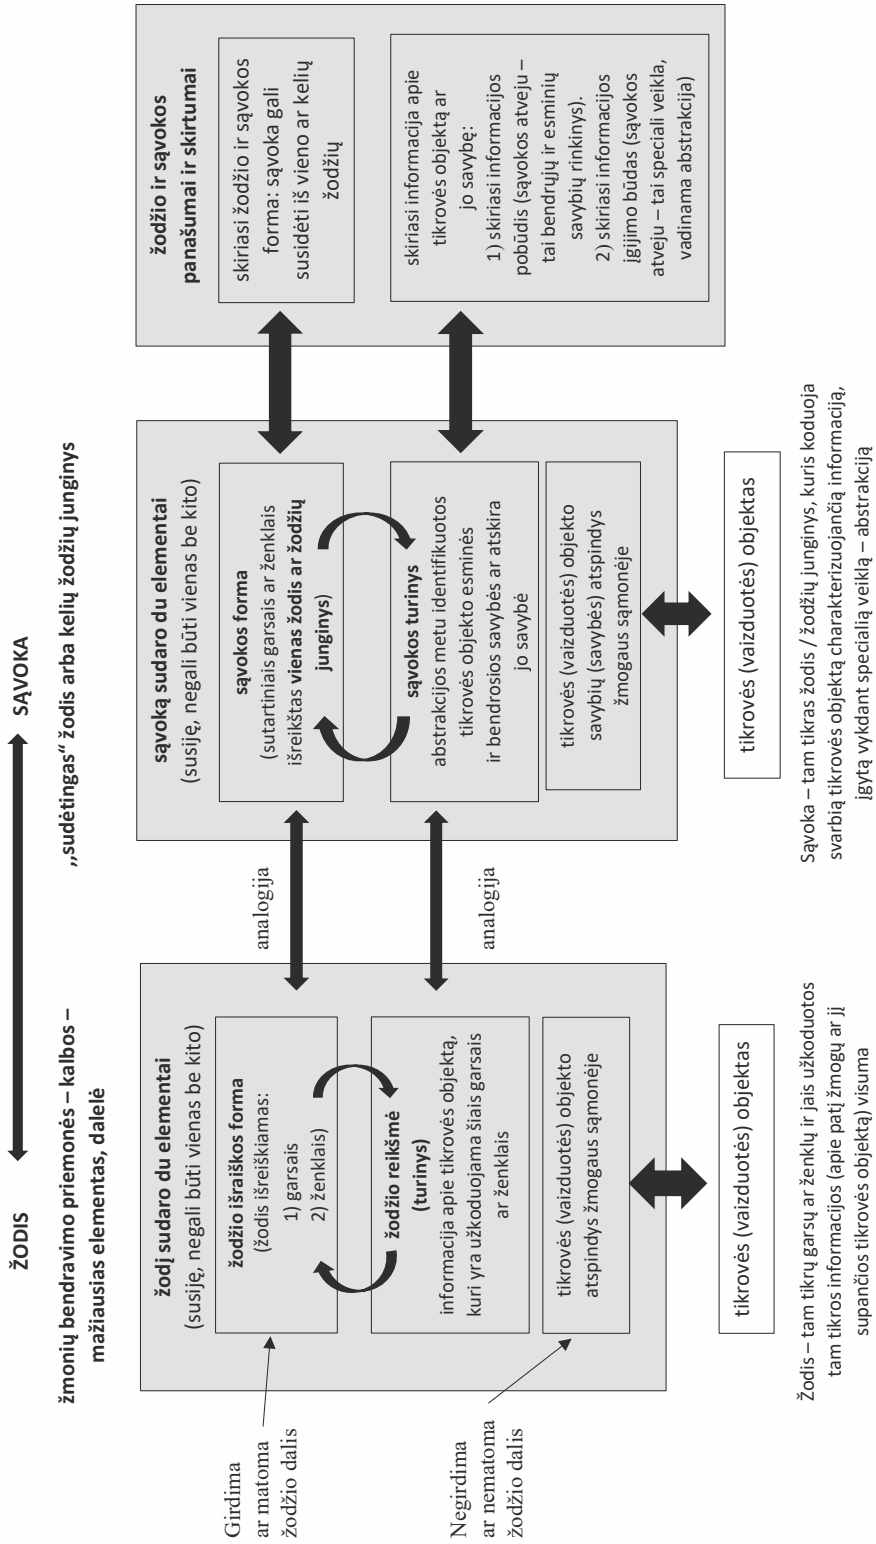 ŽODIS
SĄVOKA
žmonių bendravimo priemonės – kalbos –
mažiausias elementas, dalelė
„sudėtingas“ žodis arba kelių žodžių junginys
Girdima
ar matoma
žodžio dalis
Negirdima
ar nematoma
žodžio dalis
žodį sudaro du elementai
(susiję, negali būti vienas be kito)
žodžio išraiškos forma
(žodis išreiškiamas:
1) garsais
2) ženklais)
žodžio reikšmė
(turinys)
informacija apie tikrovės objektą,
kuri yra užkoduojama šiais garsais
ar ženklais
tikrovės (vaizduotės) objekto
atspindys žmogaus sąmonėje
tikrovės (vaizduotės) objektas
Žodis – tam tikrų garsų ar ženklų ir jais užkoduotos
tam tikros informacijos (apie patį žmogų ar jį
supančios tikrovės objektą) visuma
analogija
analogija
sąvoką sudaro du elementai
(susiję, negali būti vienas be kito)
sąvokos forma
(sutartiniais garsais ar ženklais
išreikštas vienas žodis ar žodžių
junginys)
sąvokos turinys
abstrakcijos metu identifikuotos
tikrovės objekto esminės
ir bendrosios savybės ar atskira
jo savybė
tikrovės (vaizduotės) objekto
savybių (savybės) atspindys
žmogaus sąmonėje
tikrovės (vaizduotės) objektas
Sąvoka – tam tikras žodis / žodžių junginys, kuris koduoja
svarbią tikrovės objektą charakterizuojančią informaciją,
įgytą vykdant specialią veiklą – abstrakciją
žodžio ir sąvokos
panašumai ir skirtumai
skiriasi žodžio ir sąvokos
forma: sąvoka gali
susidėti iš vieno ar kelių
žodžių
skiriasi informacija apie
tikrovės objektą ar
jo savybę:
1) skiriasi informacijos
pobūdis (sąvokos atveju –
tai bendrųjų ir esminių
savybių rinkinys).
2) skiriasi informacijos
įgijimo būdas (sąvokos
atveju – tai speciali veikla,
vadinama abstrakcija)